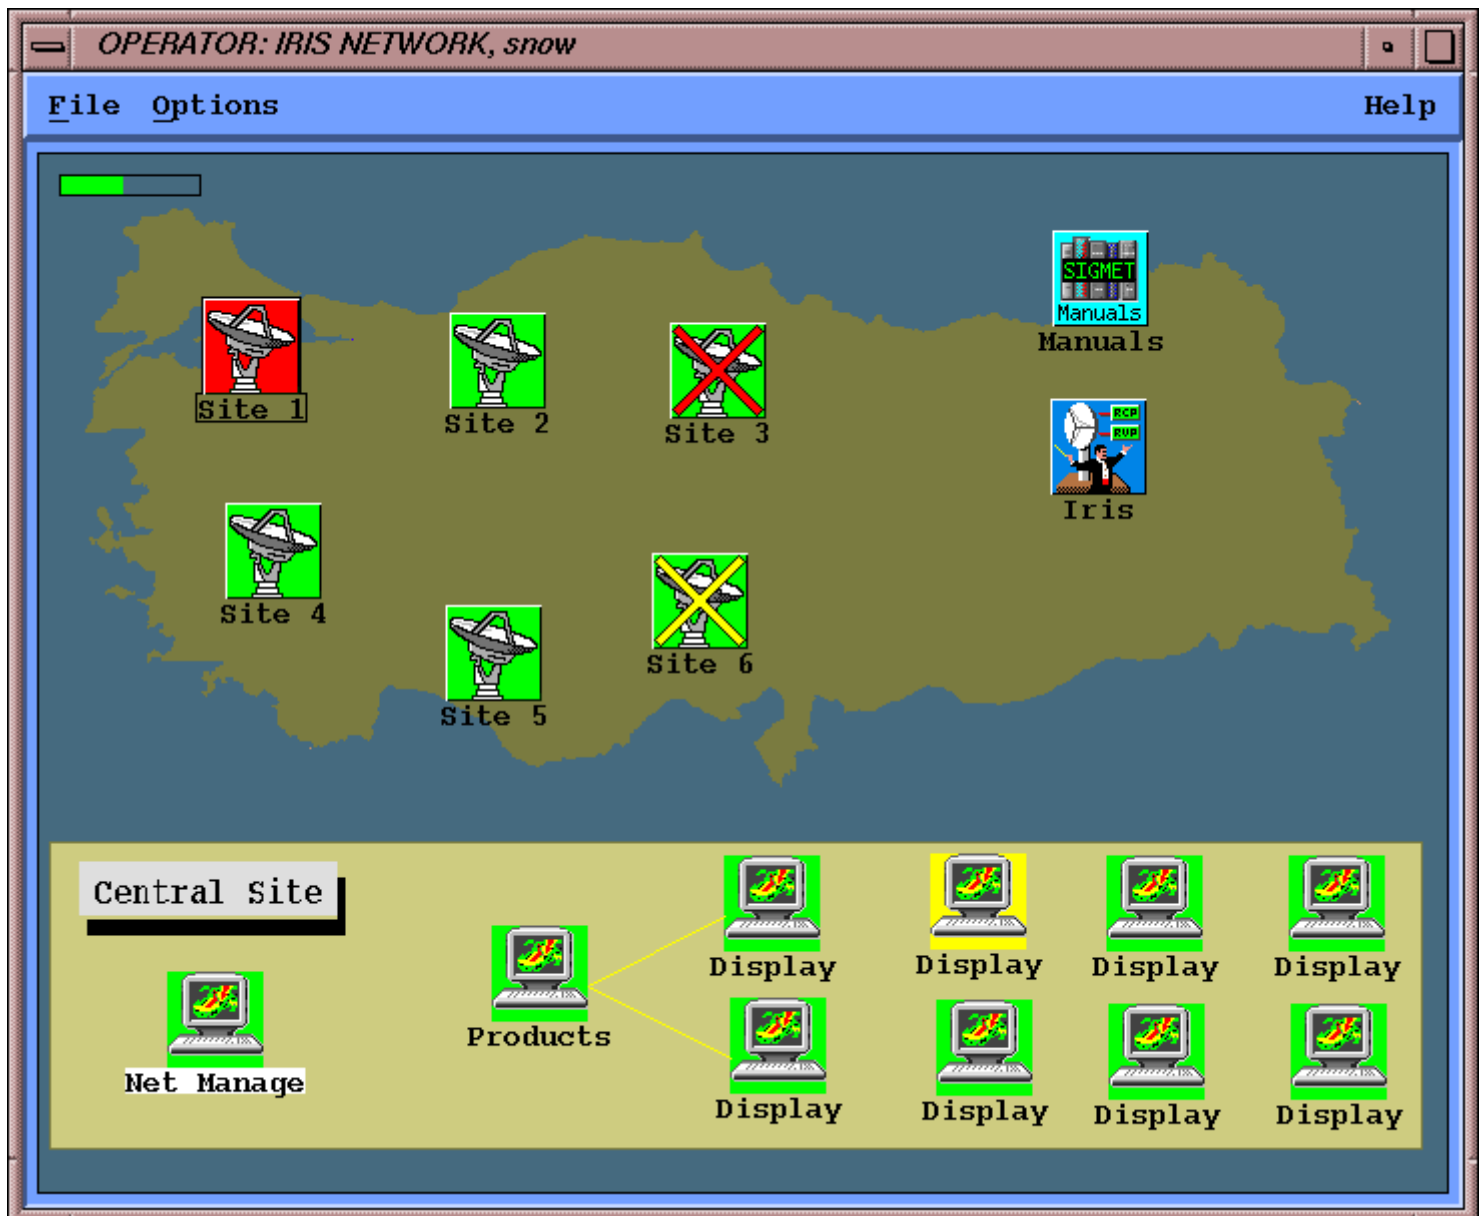 OPERATOR: IRIS NETWORK, snow
File Options Help
SIGMET
Manuals
Manuals
Site 1
Site 2
Site 3
RCP
RVP
Iris
Site 4
Site 5
Site 6
Central Site
Net Manage
Products
Display Display Display Display
Display Display Display Display